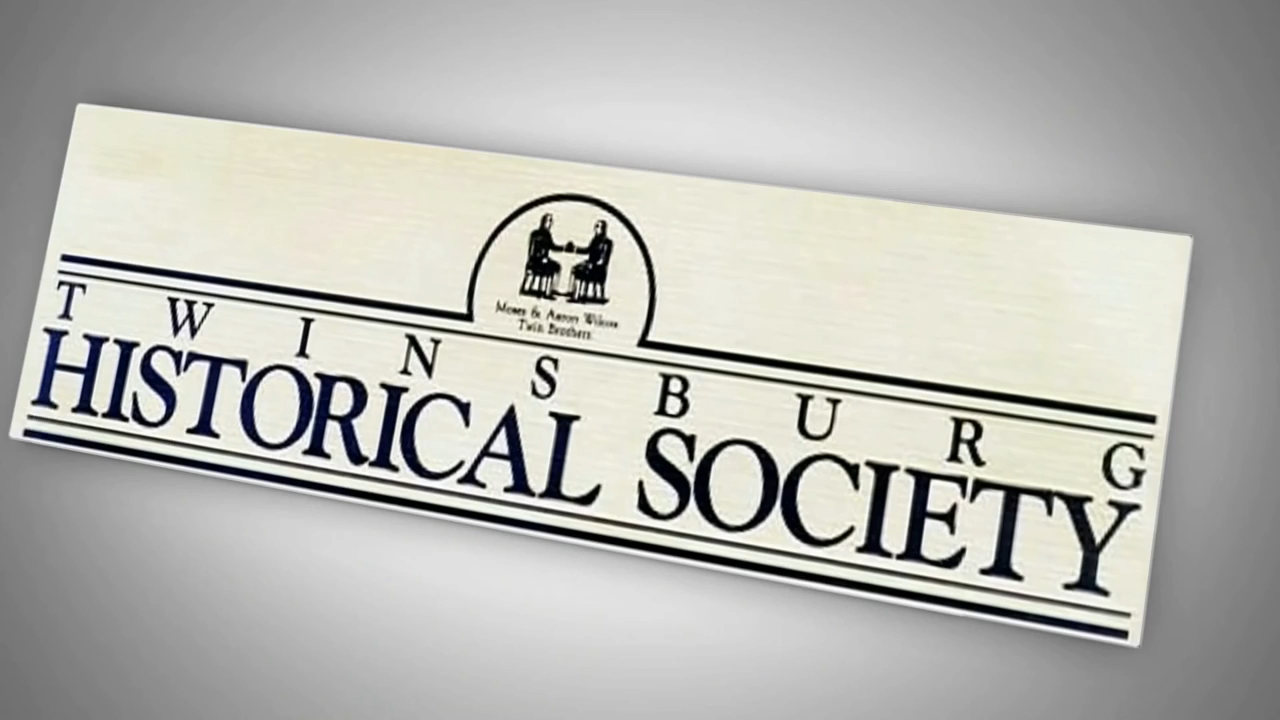 Moses & Aaron Wilcox
Twin Brothers
TWINSBURG
HISTORICAL SOCIETY